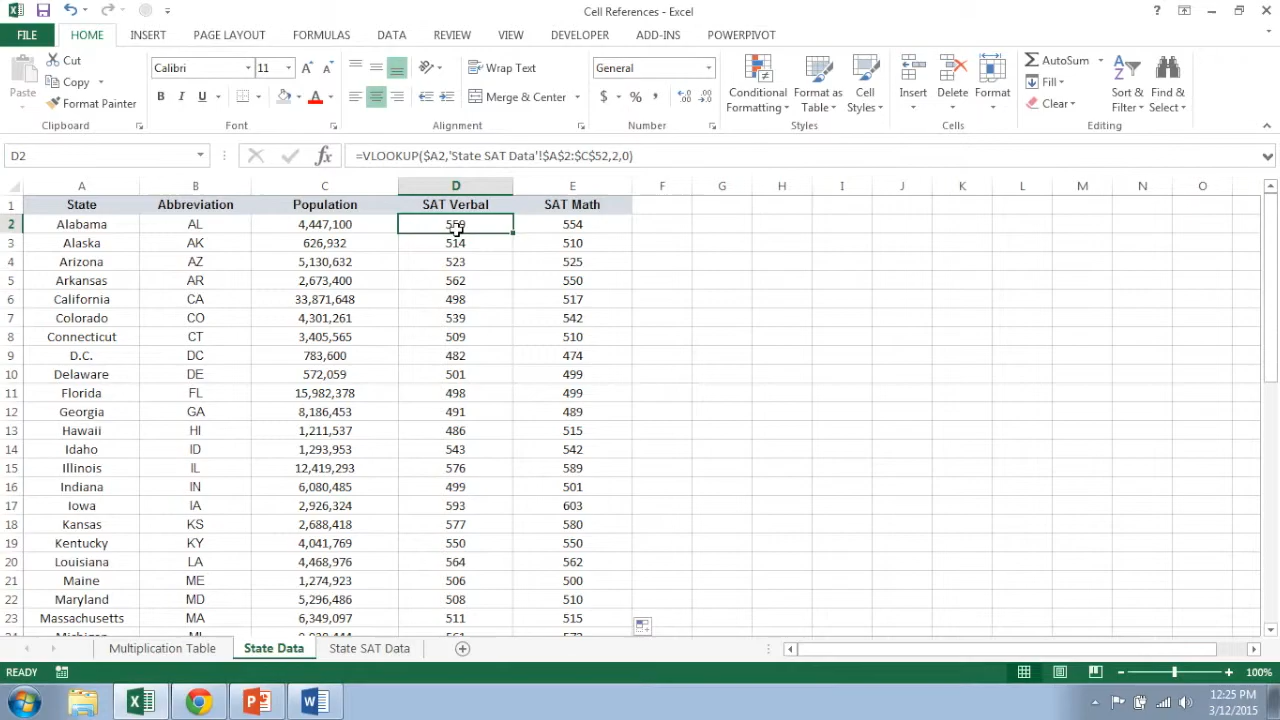 Cell References - Excel
FILE HOME INSERT PAGE LAYOUT FORMULAS DATA REVIEW VIEW DEVELOPER ADD-INS POWERPIVOT
Paste Cut Copy Format Painter
Clipboard
Calibri 11
B I U A
Font
Wrap Text
Merge & Center
Alignment
General
$ % ,
Number
Conditional Formatting Format as Table Cell Styles
Styles
Insert Delete Format
Cells
AutoSum Fill Clear Sort & Filter Find & Select
Editing
D2 fx =VLOOKUP($A2,'State SAT Data'!$A$2:$C$52,2,0)
A B C D E F G H I J K L M N O
1 State Abbreviation Population SAT Verbal SAT Math
2 Alabama AL 4,447,100 554
3 Alaska AK 626,932 514 510
4 Arizona AZ 5,130,632 523 525
5 Arkansas AR 2,673,400 562 550
6 California CA 33,871,648 498 517
7 Colorado CO 4,301,261 539 542
8 Connecticut CT 3,405,565 509 510
9 D.C. DC 783,600 482 474
10 Delaware DE 572,059 501 499
11 Florida FL 15,982,378 498 499
12 Georgia GA 8,186,453 491 489
13 Hawaii HI 1,211,537 486 515
14 Idaho ID 1,293,953 543 542
15 Illinois IL 12,419,293 576 589
16 Indiana IN 6,080,485 499 501
17 Iowa IA 2,926,324 593 603
18 Kansas KS 2,688,418 577 580
19 Kentucky KY 4,041,769 550 550
20 Louisiana LA 4,468,976 564 562
21 Maine ME 1,274,923 506 500
22 Maryland MD 5,296,486 508 510
23 Massachusetts MA 6,349,097 511 515
Multiplication Table State Data State SAT Data
READY 100%
12:25 PM
3/12/2015